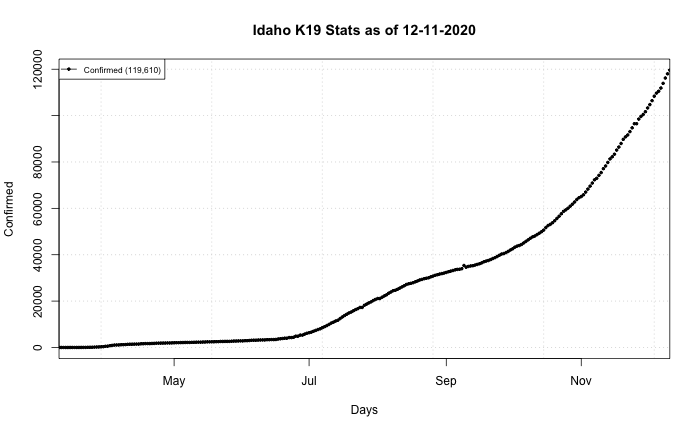 Idaho K19 Stats as of 12-11-2020
Confirmed (119,610)
120000
80000
60000
40000
20000
0
Confirmed
May
Jul
Sep
Nov
Days